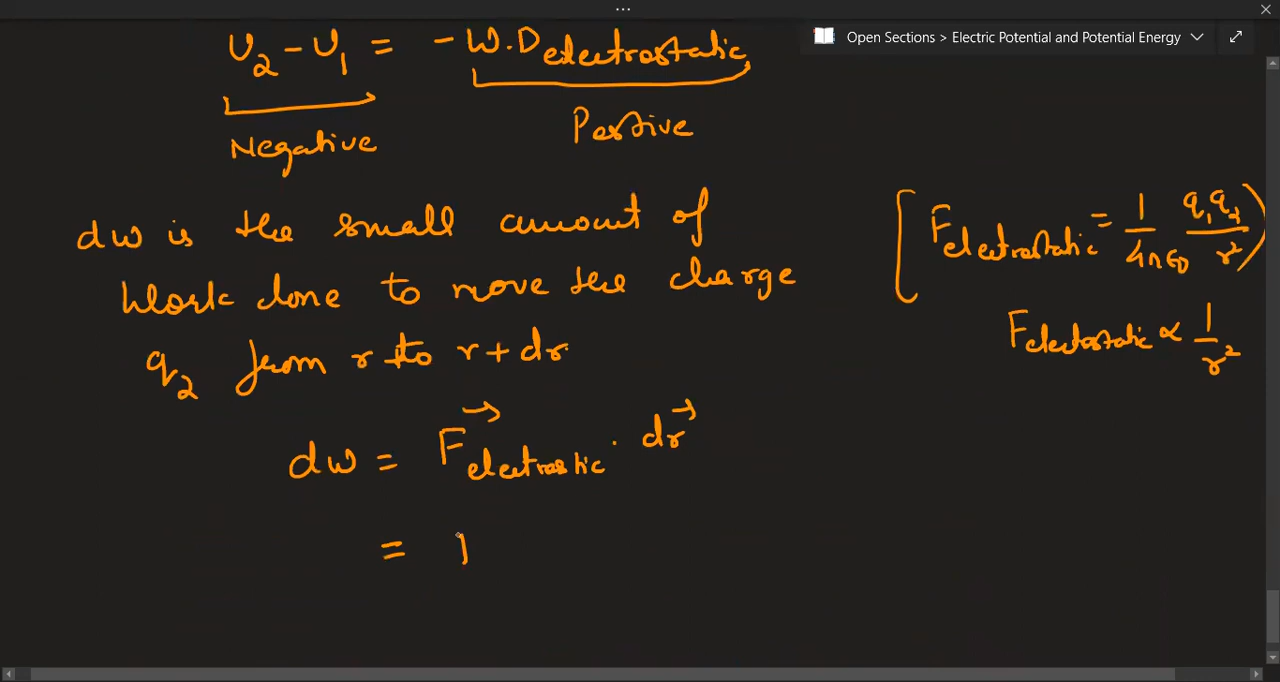 Open Sections > Electric Potential and Potential Energy
U₂ - U₁ = - W.D electrostatic
Negative
Positive
dw is the small amount of
work done to move the charge
q₂ from r to r + dr
[F electrostatic = 1/4πε₀ q₁q₂/r²)
F electrostatic ∝ 1/r²
dw = F⃗ electrostatic . dr⃗
= 1